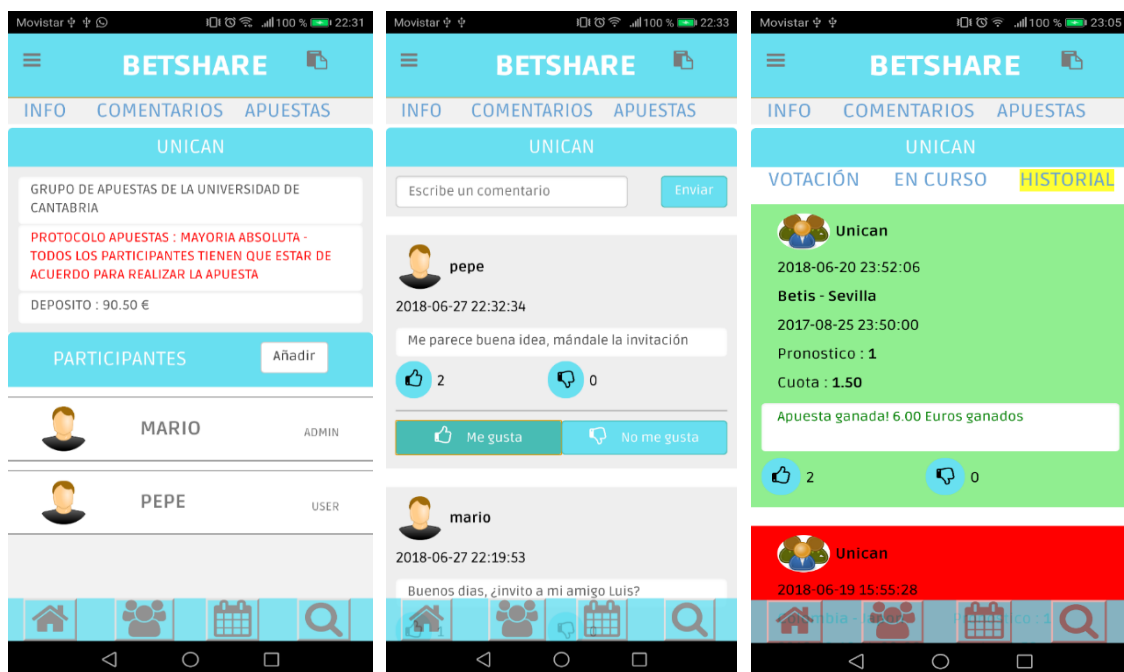 Movistar 100 % 22:31
BETSHARE
INFO COMENTARIOS APUESTAS
UNICAN
GRUPO DE APUESTAS DE LA UNIVERSIDAD DE
CANTABRIA
PROTOCOLO APUESTAS : MAYORIA ABSOLUTA -
TODOS LOS PARTICIPANTES TIENEN QUE ESTAR DE
ACUERDO PARA REALIZAR LA APUESTA
DEPOSITO : 90.50 €
PARTICIPANTES Añadir
MARIO ADMIN
PEPE USER
Movistar 100 % 22:33
BETSHARE
INFO COMENTARIOS APUESTAS
UNICAN
Escribe un comentario Enviar
pepe
2018-06-27 22:32:34
Me parece buena idea, mándale la invitación
2 0
Me gusta No me gusta
mario
2018-06-27 22:19:53
Buenos dias, ¿invito a mi amigo Luis?
1 0
Movistar 100 % 23:05
BETSHARE
INFO COMENTARIOS APUESTAS
UNICAN
VOTACIÓN EN CURSO HISTORIAL
Unican
2018-06-20 23:52:06
Betis - Sevilla
2017-08-25 23:50:00
Pronostico : 1
Cuota : 1.50
Apuesta ganada! 6.00 Euros ganados
2 0
Unican
2018-06-19 15:55:28
Colombia - Pronostico : 1